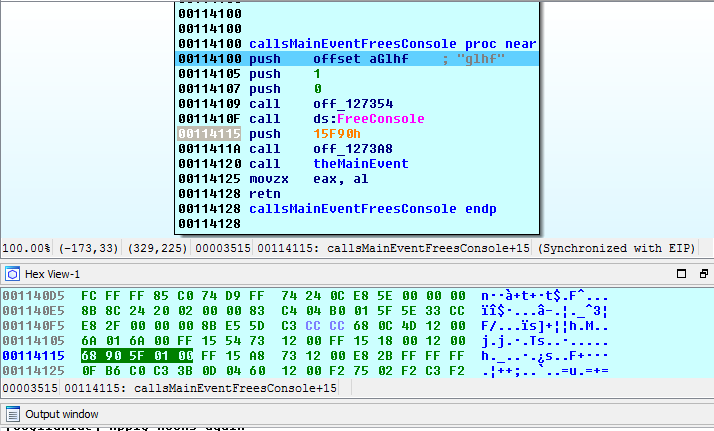 00114100
00114100
00114100 callsMainEventFreesConsole proc near
00114100 push offset aGlhf ; "glhf"
00114105 push 1
00114107 push 0
00114109 call off_127354
0011410F call ds:FreeConsole
00114115 push 15F90h
0011411A call off_1273A8
00114120 call theMainEvent
00114125 movzx eax, al
00114128 retn
00114128 callsMainEventFreesConsole endp
00114128
100.00% (-173,33) (329,225) 00003515 00114115: callsMainEventFreesConsole+15 (Synchronized with EIP)
Hex View-1
001140D5 FC FF FF 85 C0 74 D9 FF 74 24 0C E8 5E 00 00 00 n··à+t+·t$.F^...
001140E5 8B 8C 24 20 02 00 00 83 C4 04 B0 01 5F 5E 33 CC
001140F5 E8 2F 00 00 00 8B E5 5D C3 CC CC 68 0C 4D 12 00 F/...ïs]+¦¦h.M..
00114105 6A 01 6A 00 FF 15 54 73 12 00 FF 15 18 00 12 00 j.j.·.Ts..·.....
00114115 68 90 5F 01 00 FF 15 A8 73 12 00 E8 2B FF FF FF
00114125 0F B6 C0 C3 3B 0D 04 60 12 00 F2 75 02 F2 C3 F2 .¦++;..`..=u.=+=
00003515 00114115: callsMainEventFreesConsole+15
Output window